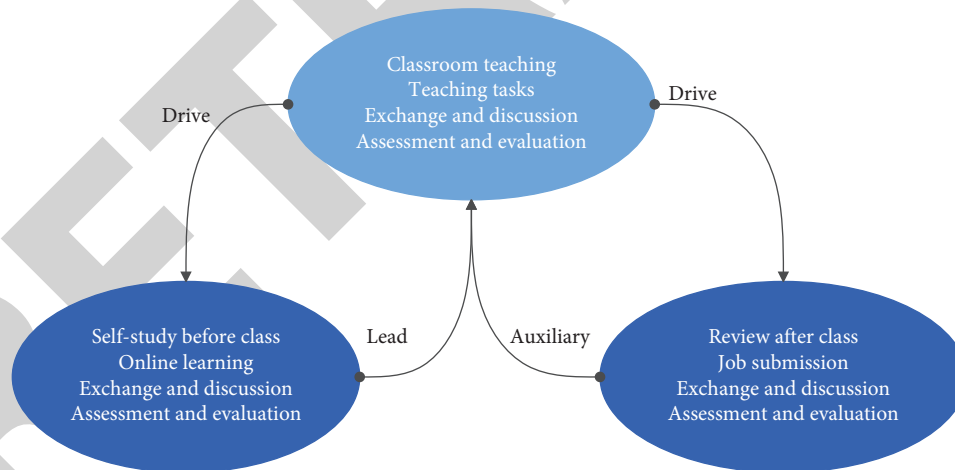 Classroom teaching
Teaching tasks
Exchange and discussion
Assessment and evaluation
Drive
Drive
Self-study before class
Online learning
Exchange and discussion
Assessment and evaluation
Lead
Auxiliary
Review after class
Job submission
Exchange and discussion
Assessment and evaluation